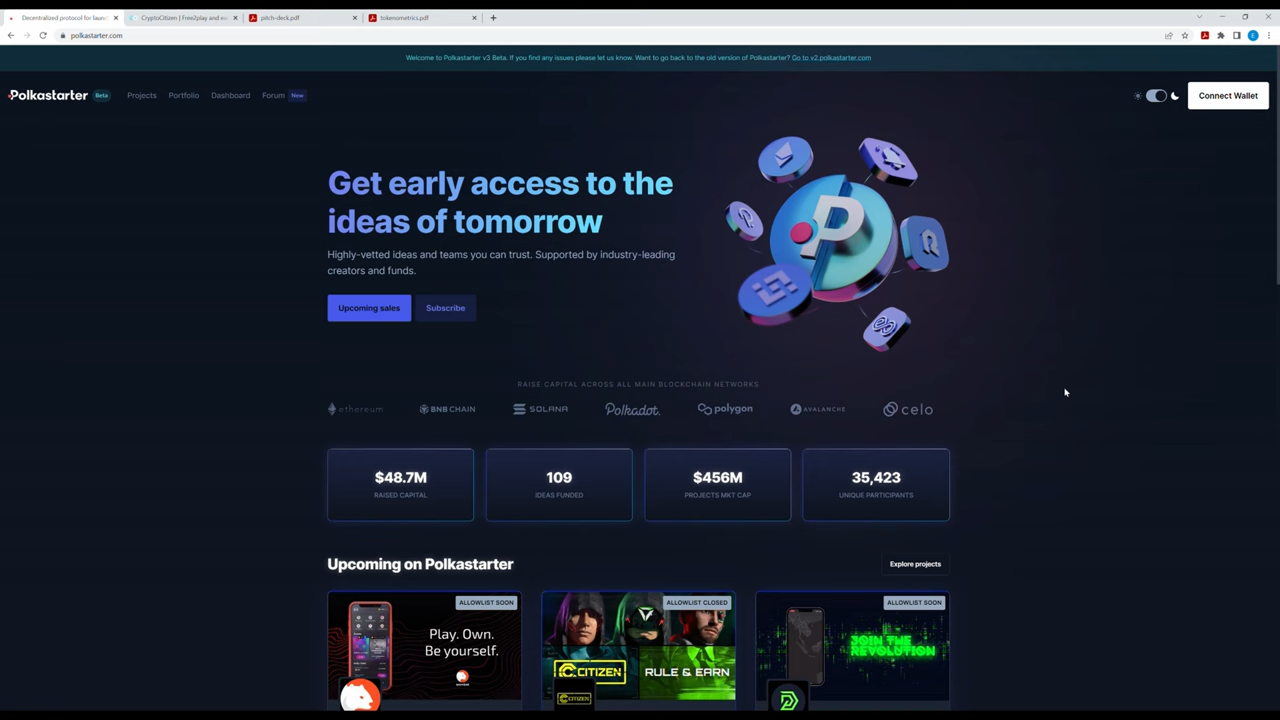 Decentralized protocol for launc
CryptoCitizen | Free2play and ea
pitch-deck.pdf
tokenometrics.pdf
polkastarter.com
E
Welcome to Polkastarter v3 Beta. If you find any issues please let us know. Want to go back to the old version of Polkastarter? Go to v2.polkastarter.com
Polkastarter Beta
Projects
Portfolio
Dashboard
Forum New
Connect Wallet
Get early access to the
ideas of tomorrow
Highly-vetted ideas and teams you can trust. Supported by industry-leading
creators and funds.
Upcoming sales
Subscribe
RAISE CAPITAL ACROSS ALL MAIN BLOCKCHAIN NETWORKS
ethereum
BNB CHAIN
SOLANA
Polkadot.
polygon
AVALANCHE
celo
$48.7M
RAISED CAPITAL
109
IDEAS FUNDED
$456M
PROJECTS MKT CAP
35,423
UNIQUE PARTICIPANTS
Upcoming on Polkastarter
Explore projects
ALLOWLIST SOON
Play. Own.
Be yourself.
ALLOWLIST CLOSED
CITIZEN
RULE & EARN
CITIZEN
ALLOWLIST SOON
JOIN THE
REVOLUTION